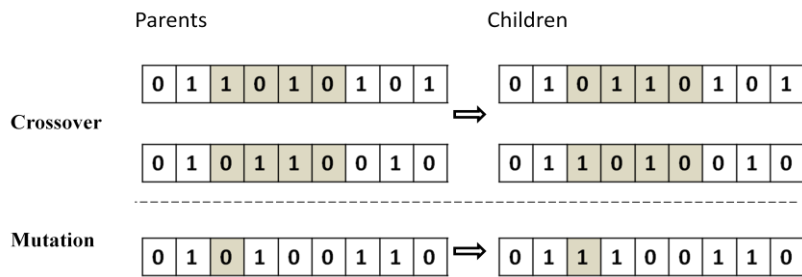 Parents Children
0 1 1 0 1 0 1 0 1 0 1 0 1 1 0 1 0 1
Crossover
0 1 0 1 1 0 0 1 0 0 1 1 0 1 0 0 1 0
Mutation
0 1 0 1 0 0 1 1 0 0 1 1 1 0 0 1 1 0